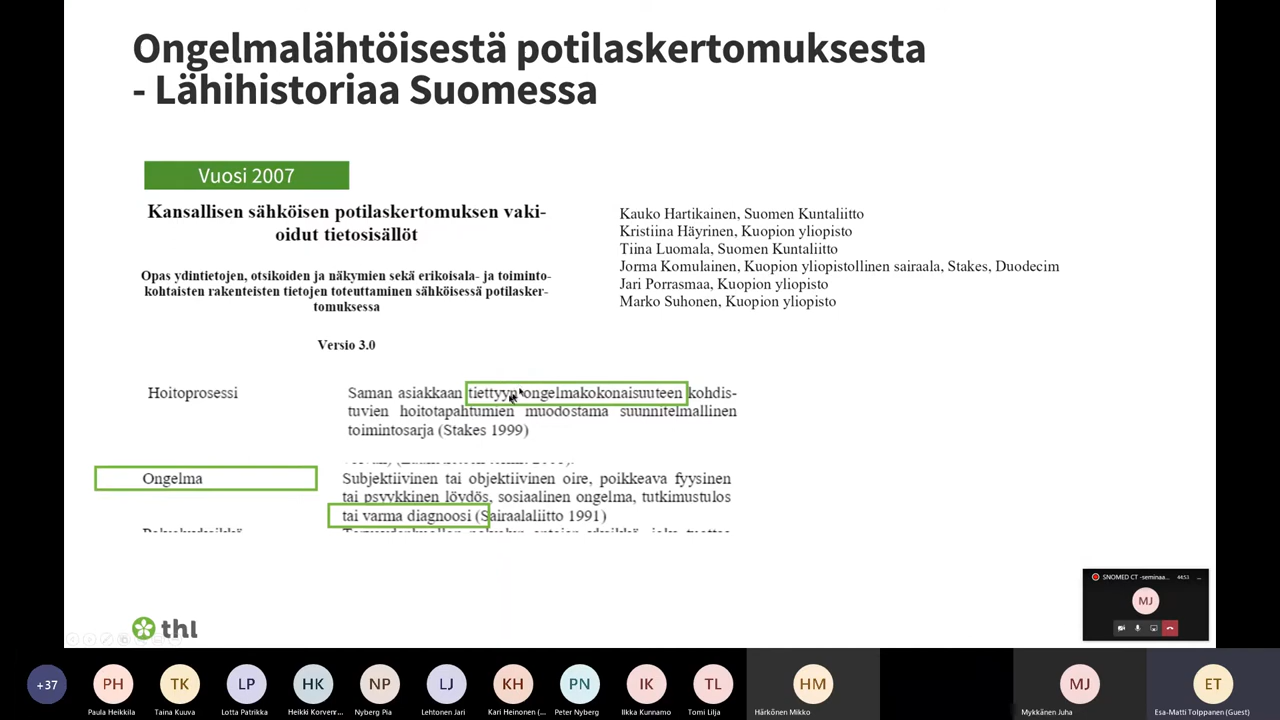 Ongelmalähtöisestä potilaskertomuksesta
- Lähihistoriaa Suomessa
Vuosi 2007
Kansallisen sähköisen potilaskertomuksen vaki-
oidut tietosisällöt
Opas ydintietojen, otsikoiden ja näkymien sekä erikoisala- ja toiminto-
kohtaisten rakenteisten tietojen toteuttaminen sähköisessä potilasker-
tomuksessa
Versio 3.0
Kauko Hartikainen, Suomen Kuntaliitto
Kristiina Häyrinen, Kuopion yliopisto
Tiina Luomala, Suomen Kuntaliitto
Jorma Komulainen, Kuopion yliopistollinen sairaala, Stakes, Duodecim
Jari Porrasmaa, Kuopion yliopisto
Marko Suhonen, Kuopion yliopisto
Hoitoprosessi
Saman asiakkaan tiettyyn ongelmakokonaisuuteen kohdis-
tuvien hoitotapahtumien muodostama suunnitelmallinen
toimintosarja (Stakes 1999)
Ongelma
Subjektiivinen tai objektiivinen oire, poikkeava fyysinen
tai psyykkinen löydös, sosiaalinen ongelma, tutkimustulos
tai varma diagnoosi (Sairaalaliitto 1991)
thl
SNOMED CT -seminaa... 44:53 ...
MJ
+37 PH TK LP HK NP LJ KH PN IK TL HM MJ ET
Paula Heikkila Taina Kuuva Lotta Patrikka Heikki Korvenr... Nyberg Pia Lehtonen Jari Kari Heinonen (... Peter Nyberg Ilkka Kunnamo Tomi Lilja Härkönen Mikko Mykkänen Juha Esa-Matti Tolppanen (Guest)